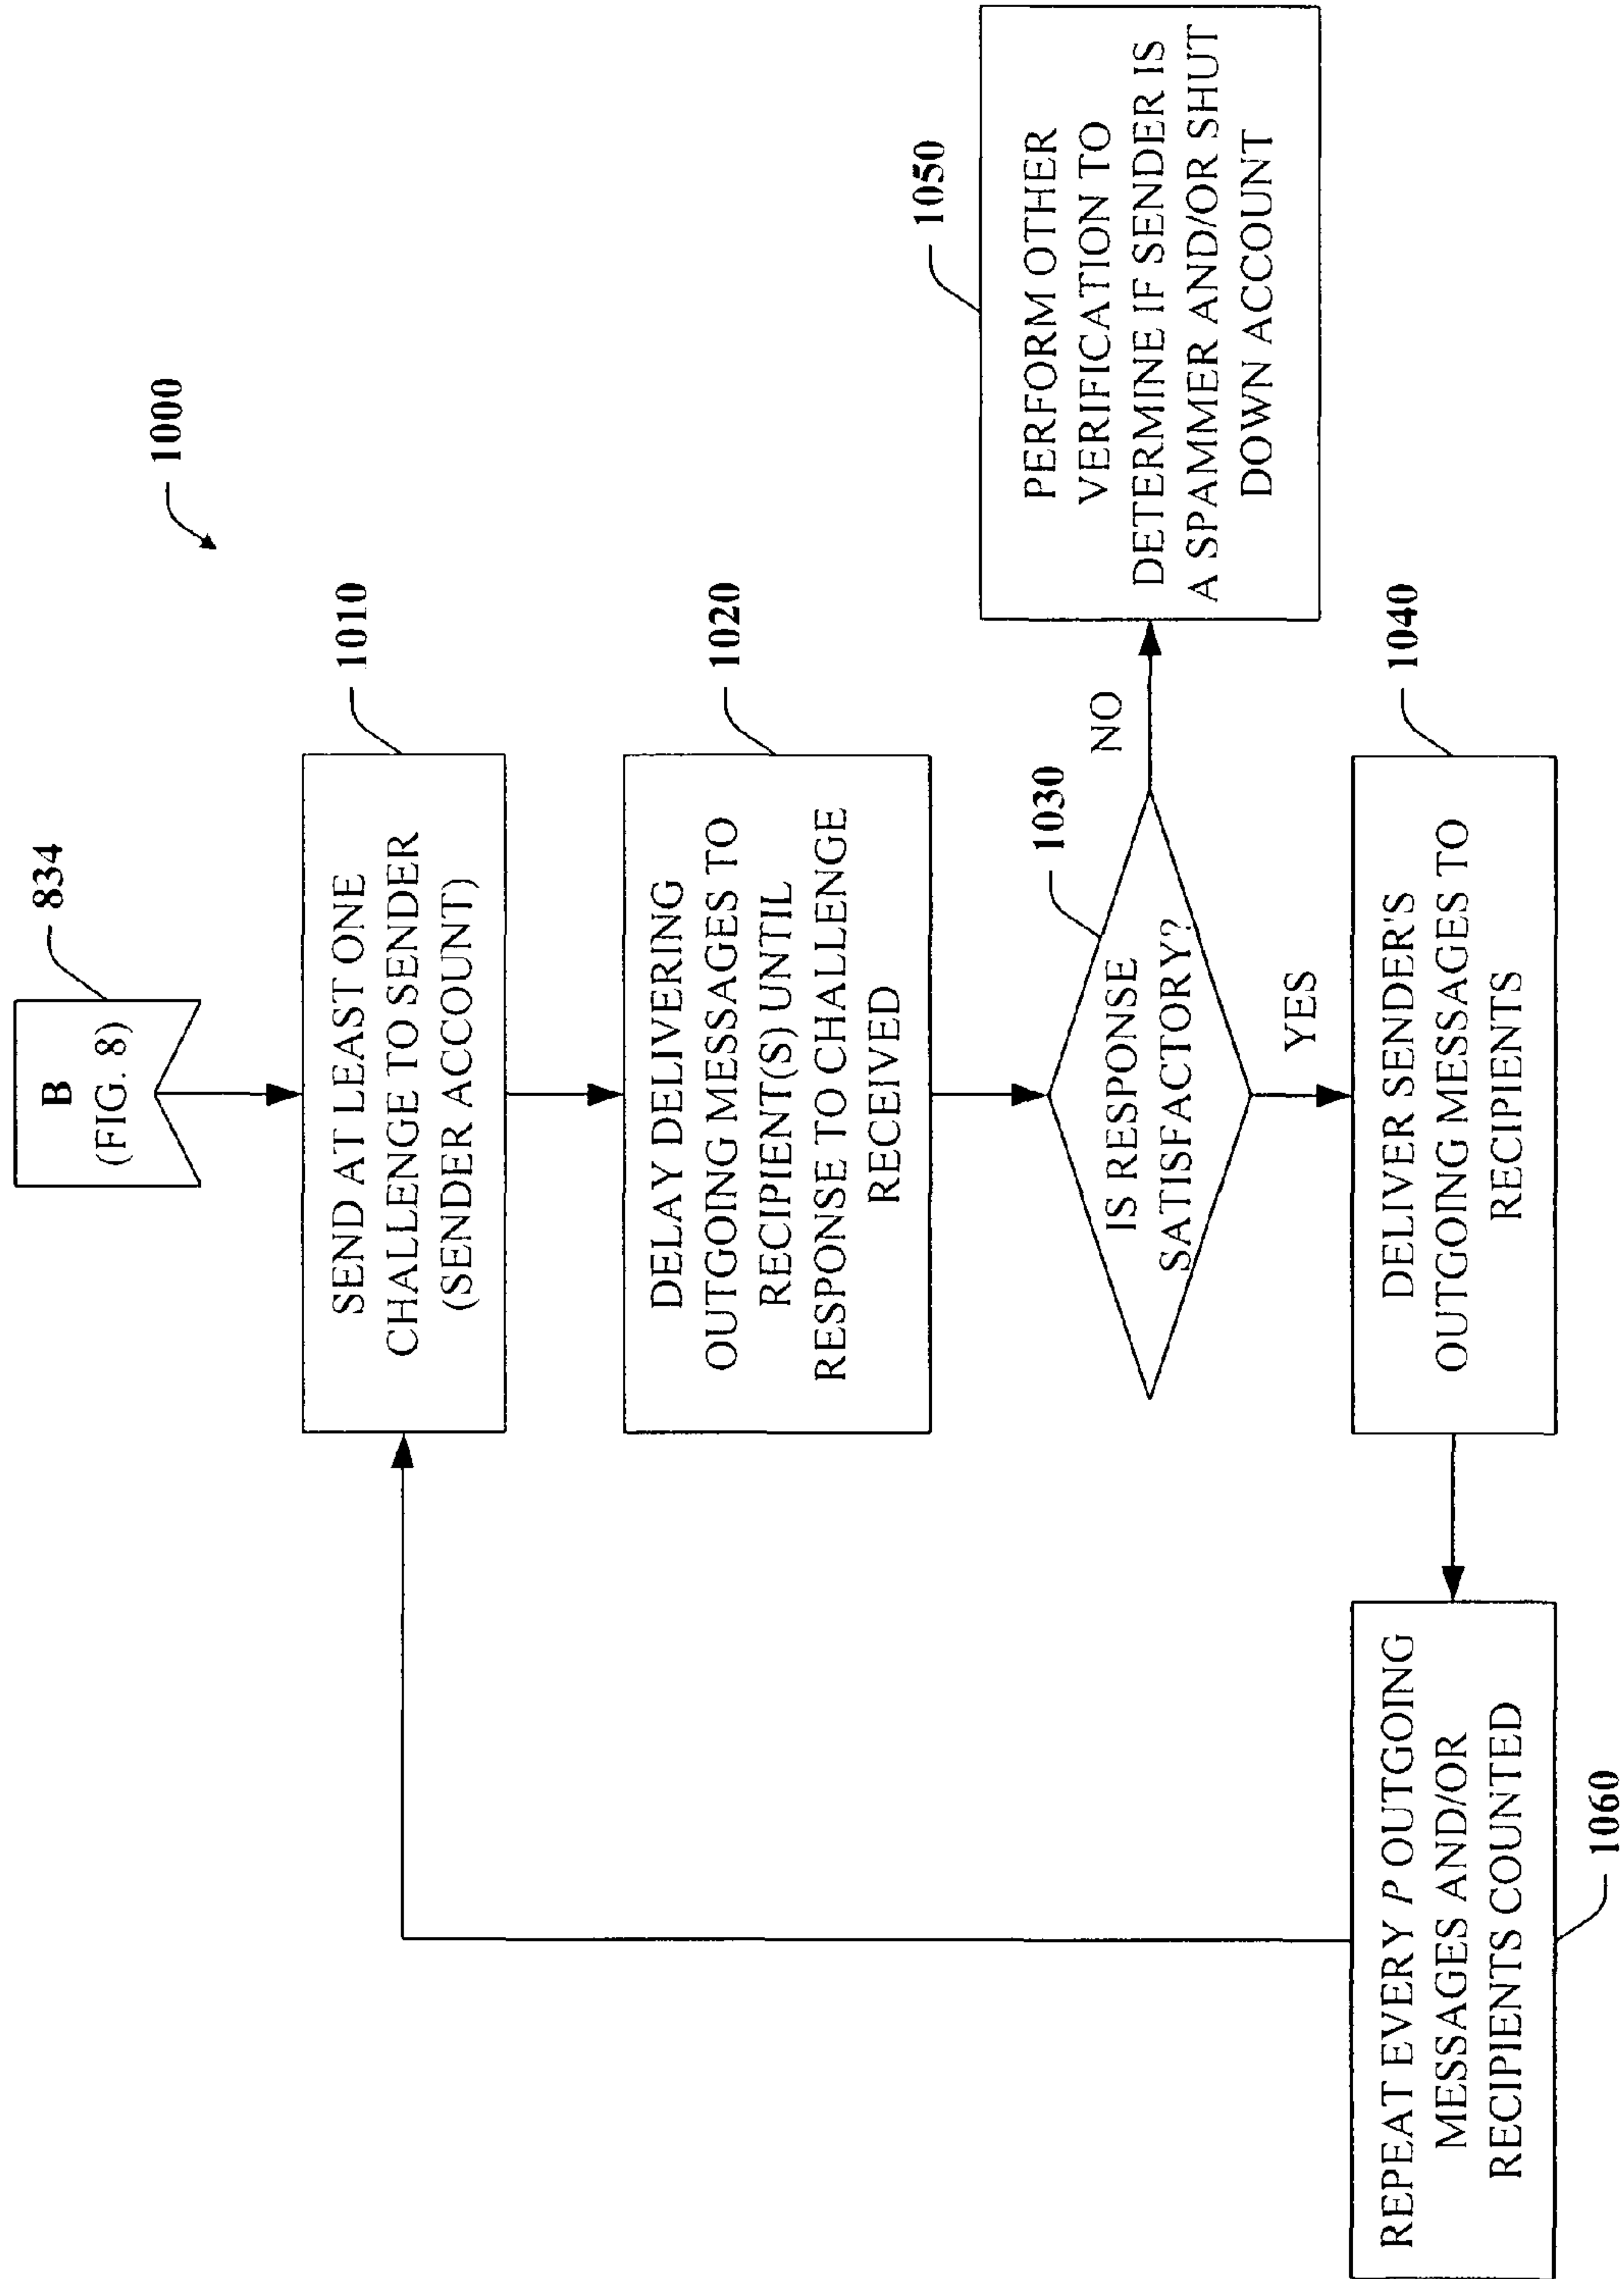 1000
B
(FIG. 8)
834
SEND AT LEAST ONE
CHALLENGE TO SENDER
(SENDER ACCOUNT)
1010
DELAY DELIVERING
OUTGOING MESSAGES TO
RECIPIENT(S) UNTIL
RESPONSE TO CHALLENGE
RECEIVED
1020
IS RESPONSE
SATISFACTORY?
1030
NO
PERFORM OTHER
VERIFICATION TO
DETERMINE IF SENDER IS
A SPAMMER AND/OR SHUT
DOWN ACCOUNT
1050
YES
DELIVER SENDER'S
OUTGOING MESSAGES TO
RECIPIENTS
1040
REPEAT EVERY P OUTGOING
MESSAGES AND/OR
RECIPIENTS COUNTED
1060